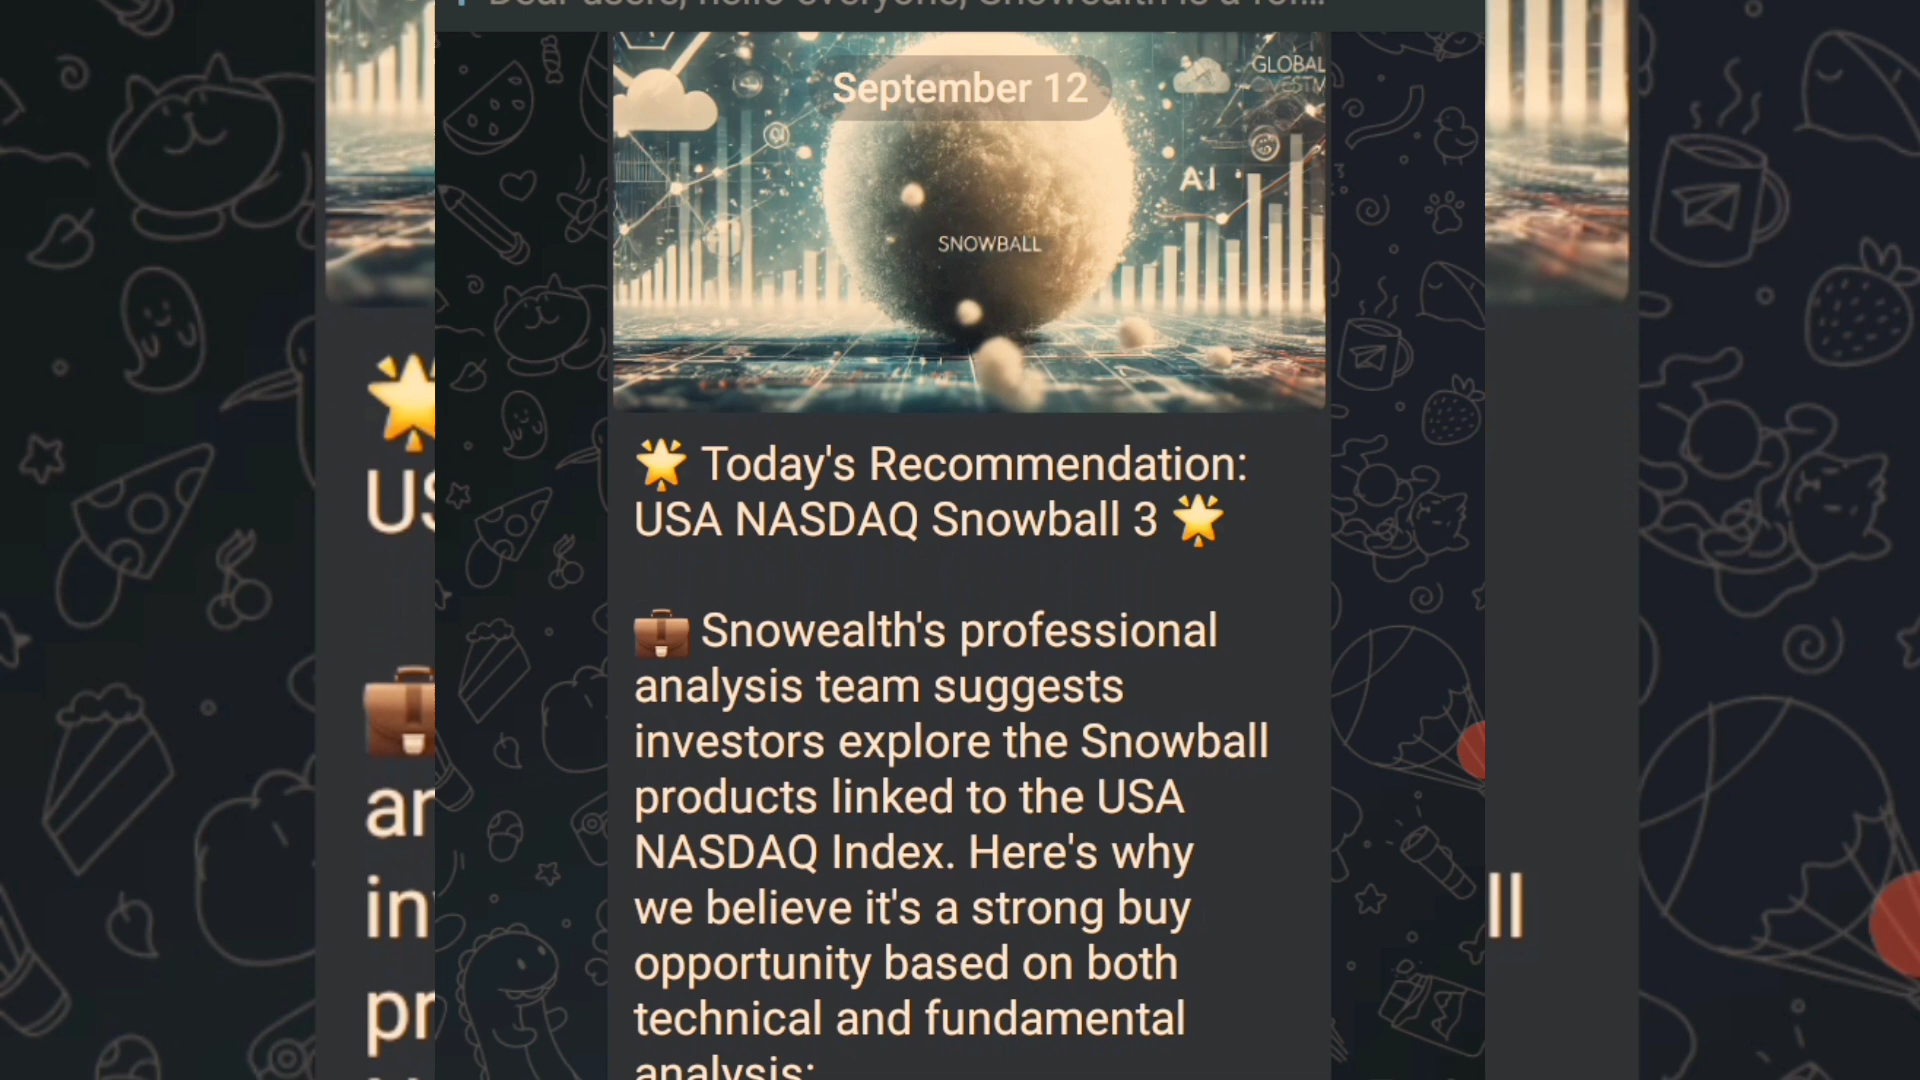 September 12
GLOBAL
AI
SNOWBALL
🌟 Today's Recommendation:
USA NASDAQ Snowball 3 🌟
💼 Snowealth's professional
analysis team suggests
investors explore the Snowball
products linked to the USA
NASDAQ Index. Here's why
we believe it's a strong buy
opportunity based on both
technical and fundamental
analysis: